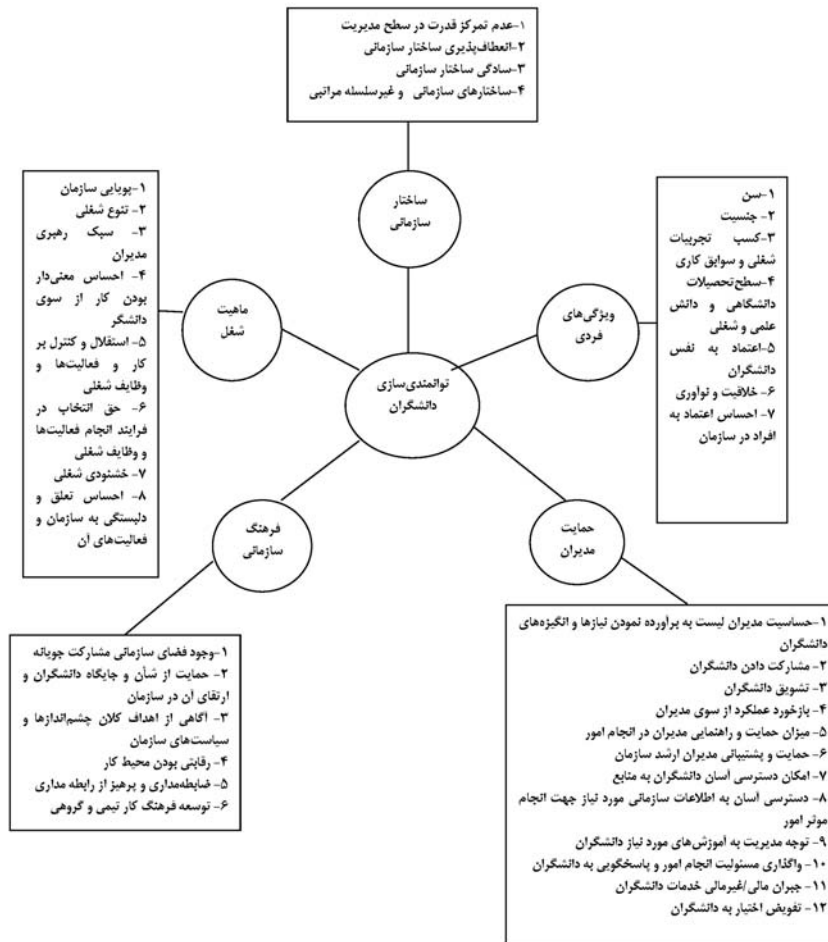 ۱-عدم تمرکز قدرت در سطح مدیریت
۲-انعطاف‌پذیری ساختار سازمانی
۳-سادگی ساختار سازمانی
۴-ساختارهای سازمانی و غیرسلسله مراتبی
ساختار
سازمانی
۱-پویایی سازمان
۲- تنوع شغلی
۳- سبک رهبری
مدیران
۴- احساس معنی‌دار
بودن کار از سوی
دانشگر
۵- استقلال و کنترل بر
کار و فعالیت‌ها و
وظایف شغلی
۶- حق انتخاب در
فرایند انجام فعالیت‌ها
و وظایف شغلی
۷- خشنودی شغلی
۸- احساس تعلق و
دلبستگی به سازمان و
فعالیت‌های آن
ماهیت
شغل
۱-سن
۲- جنسیت
۳-کسب تجربیات
شغلی و سوابق کاری
۴-سطح‌تحصیلات
دانشگاهی و دانش
علمی و شغلی
۵-اعتماد به نفس
دانشگران
۶- خلاقیت و نوآوری
۷- احساس اعتماد به
افراد در سازمان
ویژگی‌های
فردی
توانمندی‌سازی
دانشگران
فرهنگ
سازمانی
حمایت
مدیران
۱-وجود فضای سازمانی مشارکت جویانه
۲- حمایت از شأن و جایگاه دانشگران و
ارتقای آن در سازمان
۳- آگاهی از اهداف کلان چشم‌اندازها و
سیاست‌های سازمان
۴- رقابتی بودن محیط کار
۵- ضابطه‌مداری و پرهیز از رابطه مداری
۶- توسعه فرهنگ کار تیمی و گروهی
۱-حساسیت مدیران لیست به برآورده نمودن نیازها و انگیزه‌های
دانشگران
۲- مشارکت دادن دانشگران
۳- تشویق دانشگران
۴- بازخورد عملکرد از سوی مدیران
۵- میزان حمایت و راهنمایی مدیران در انجام امور
۶- حمایت و پشتیبانی مدیران ارشد سازمان
۷- امکان دسترسی آسان دانشگران به منابع
۸- دسترسی آسان به اطلاعات سازمانی مورد نیاز جهت انجام
موثر امور
۹- توجه مدیریت به آموزش‌های مورد نیاز دانشگران
۱۰- واگذاری مسئولیت انجام امور و پاسخگویی به دانشگران
۱۱- جبران مالی/غیرمالی خدمات دانشگران
۱۲- تفویض اختیار به دانشگران